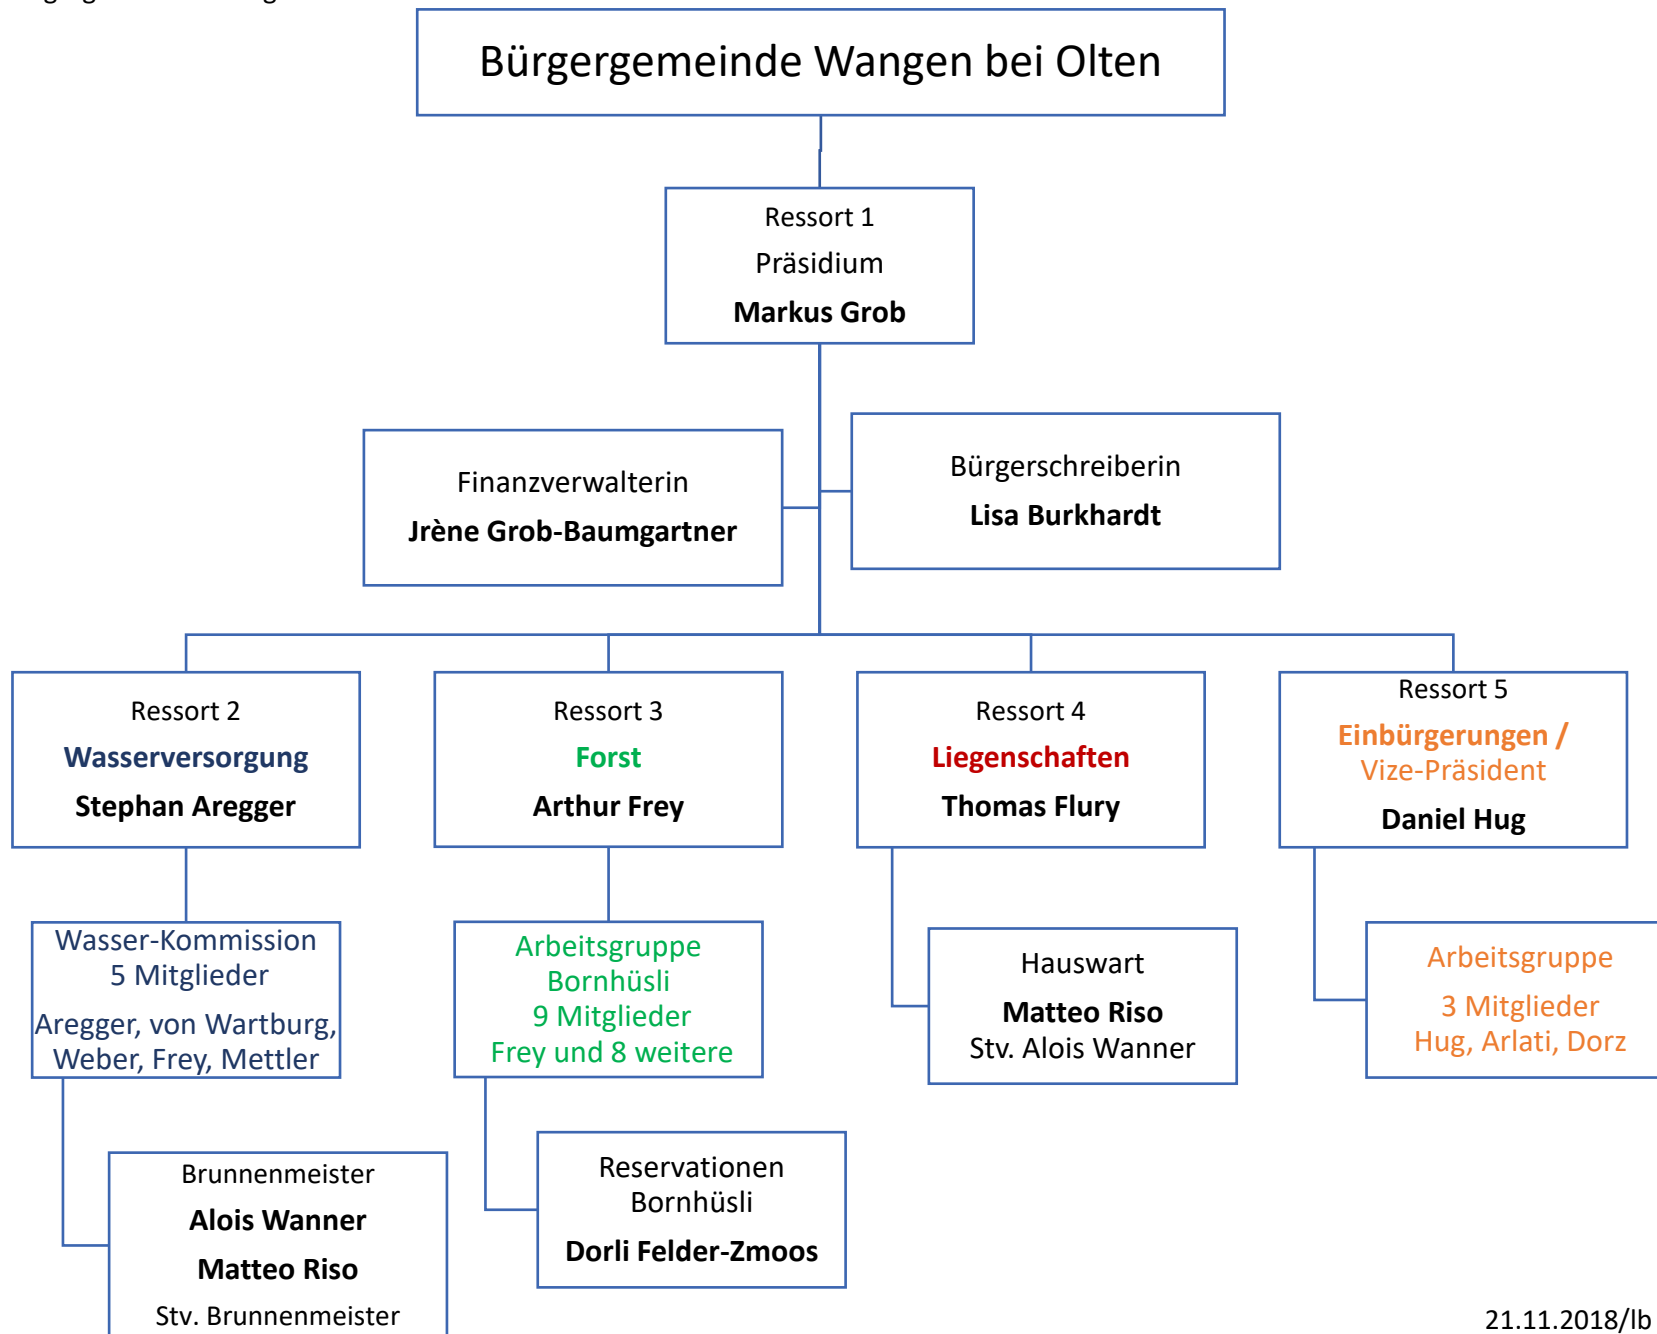 Bürgergemeinde Wangen bei Olten
Ressort 1
Präsidium
Markus Grob
Finanzverwalterin
Jrène Grob-Baumgartner
Bürgerschreiberin
Lisa Burkhardt
Ressort 2
Wasserversorgung
Stephan Aregger
Ressort 3
Forst
Arthur Frey
Ressort 4
Liegenschaften
Thomas Flury
Ressort 5
Einbürgerungen /
Vize-Präsident
Daniel Hug
Wasser-Kommission
5 Mitglieder
Aregger, von Wartburg,
Weber, Frey, Mettler
Arbeitsgruppe
Bornhüsli
9 Mitglieder
Frey und 8 weitere
Hauswart
Matteo Riso
Stv. Alois Wanner
Arbeitsgruppe
3 Mitglieder
Hug, Arlati, Dorz
Brunnenmeister
Alois Wanner
Matteo Riso
Stv. Brunnenmeister
Reservationen
Bornhüsli
Dorli Felder-Zmoos
21.11.2018/lb